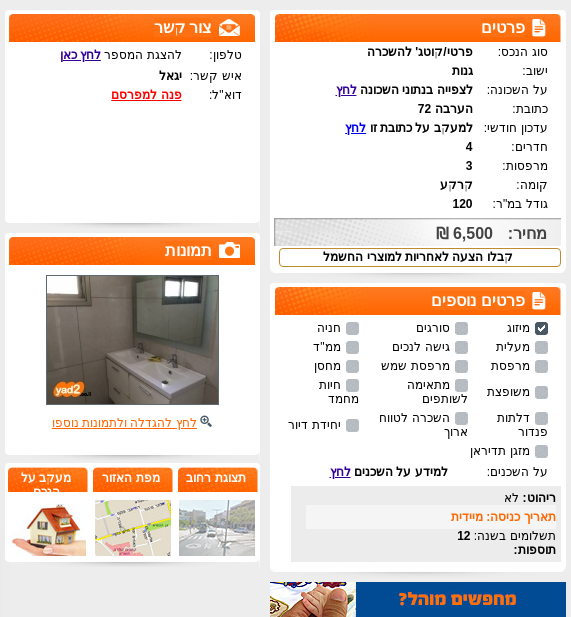 פרטים
סוג הנכס: פרטי/קוטג' להשכרה
ישוב: גנות
על השכונה: לצפייה בנתוני השכונה לחץ
כתובת: הערבה 72
עדכון חודשי: למעקב על כתובת זו לחץ
חדרים: 4
מרפסות: 3
קומה: קרקע
גודל במ"ר: 120
מחיר: 6,500 ₪
קבלו הצעה לאחריות למוצרי החשמל
פרטים נוספים
מיזוג סורגים חניה
מעלית גישה לנכים ממ"ד
מרפסת מרפסת שמש מחסן
משופצת מתאימה לשותפים חיות מחמד
דלתות פנדור השכרה לטווח ארוך יחידת דיור
מזגן תדיראן
על השכנים: למידע על השכנים לחץ
ריהוט: לא
תאריך כניסה: מיידית
תשלומים בשנה: 12
תוספות:
מחפשים מוהל?
צור קשר
טלפון: להצגת המספר לחץ כאן
איש קשר: יגאל
דוא"ל: פנה למפרסם
תמונות
yad2
לחץ להגדלה ולתמונות נוספו
תצוגת רחוב
מפת האזור
מעקב על
הנכס